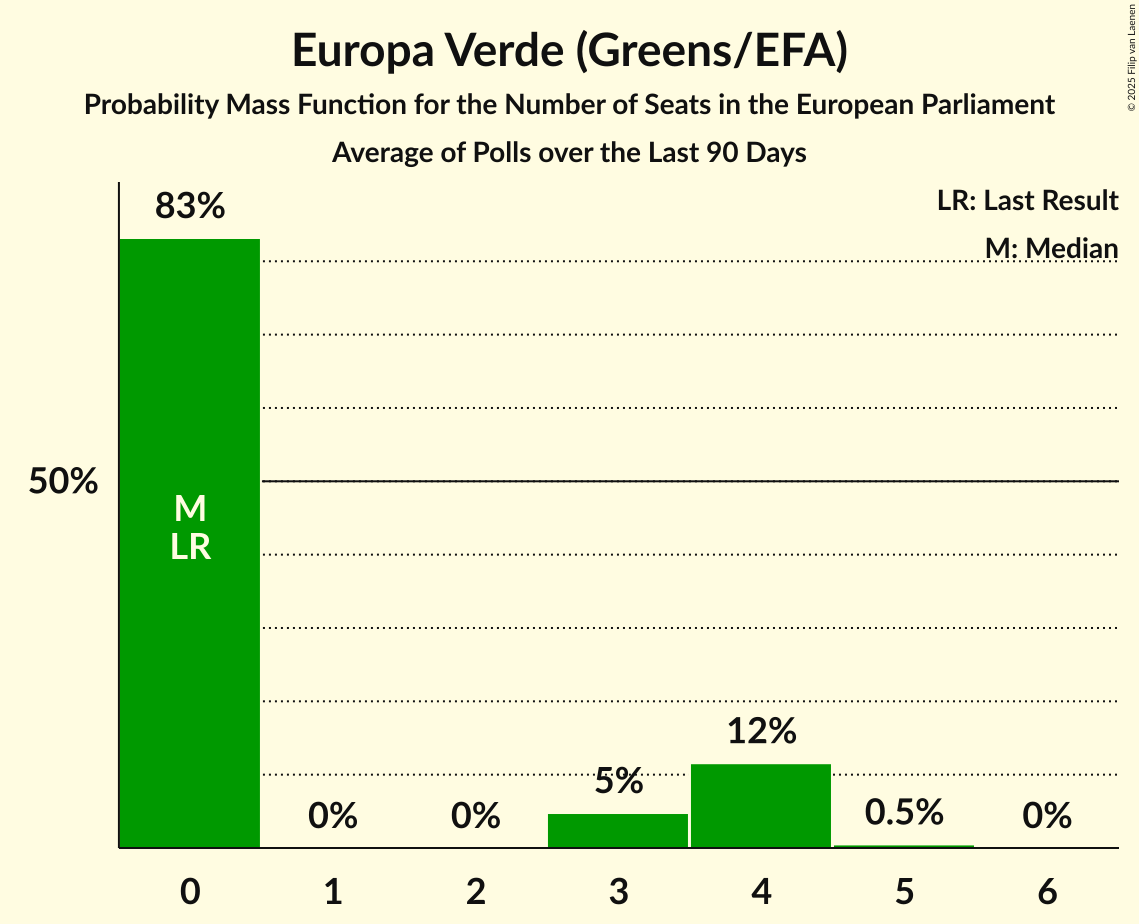 Europa Verde (Greens/EFA)
Probability Mass Function for the Number of Seats in the European Parliament
Average of Polls over the Last 90 Days
© 2025 Filip van Laenen
LR: Last Result
M: Median
83%
50%
M
LR
0%
0%
5%
12%
0.5%
0%
0
1
2
3
4
5
6